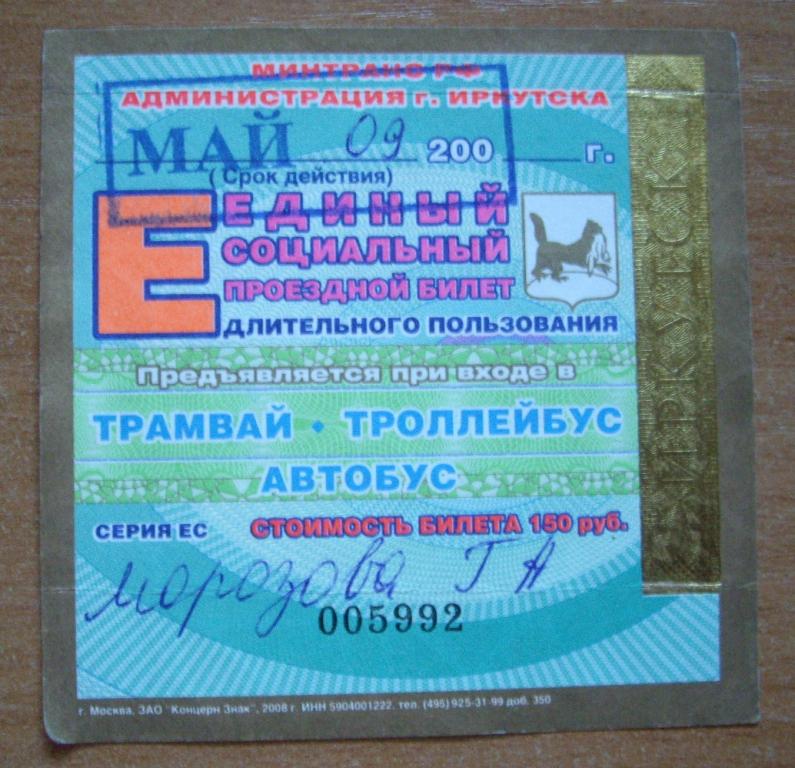 МИНТРАНС РФ
АДМИНИСТРАЦИЯ г. ИРКУТСКА
МАЙ 09 200 г.
(Срок действия)
Е ЕДИНЫЙ
СОЦИАЛЬНЫЙ
ПРОЕЗДНОЙ БИЛЕТ
ДЛИТЕЛЬНОГО ПОЛЬЗОВАНИЯ
Предъявляется при входе в
ТРАМВАЙ · ТРОЛЛЕЙБУС
АВТОБУС
СЕРИЯ ЕС СТОИМОСТЬ БИЛЕТА 150 руб.
Морозова Г А
005992
г. Москва, ЗАО "Концерн Знак", 2008 г. ИНН 5904001222. тел. (495) 925-31-99 доб. 350
ИРКУТСК